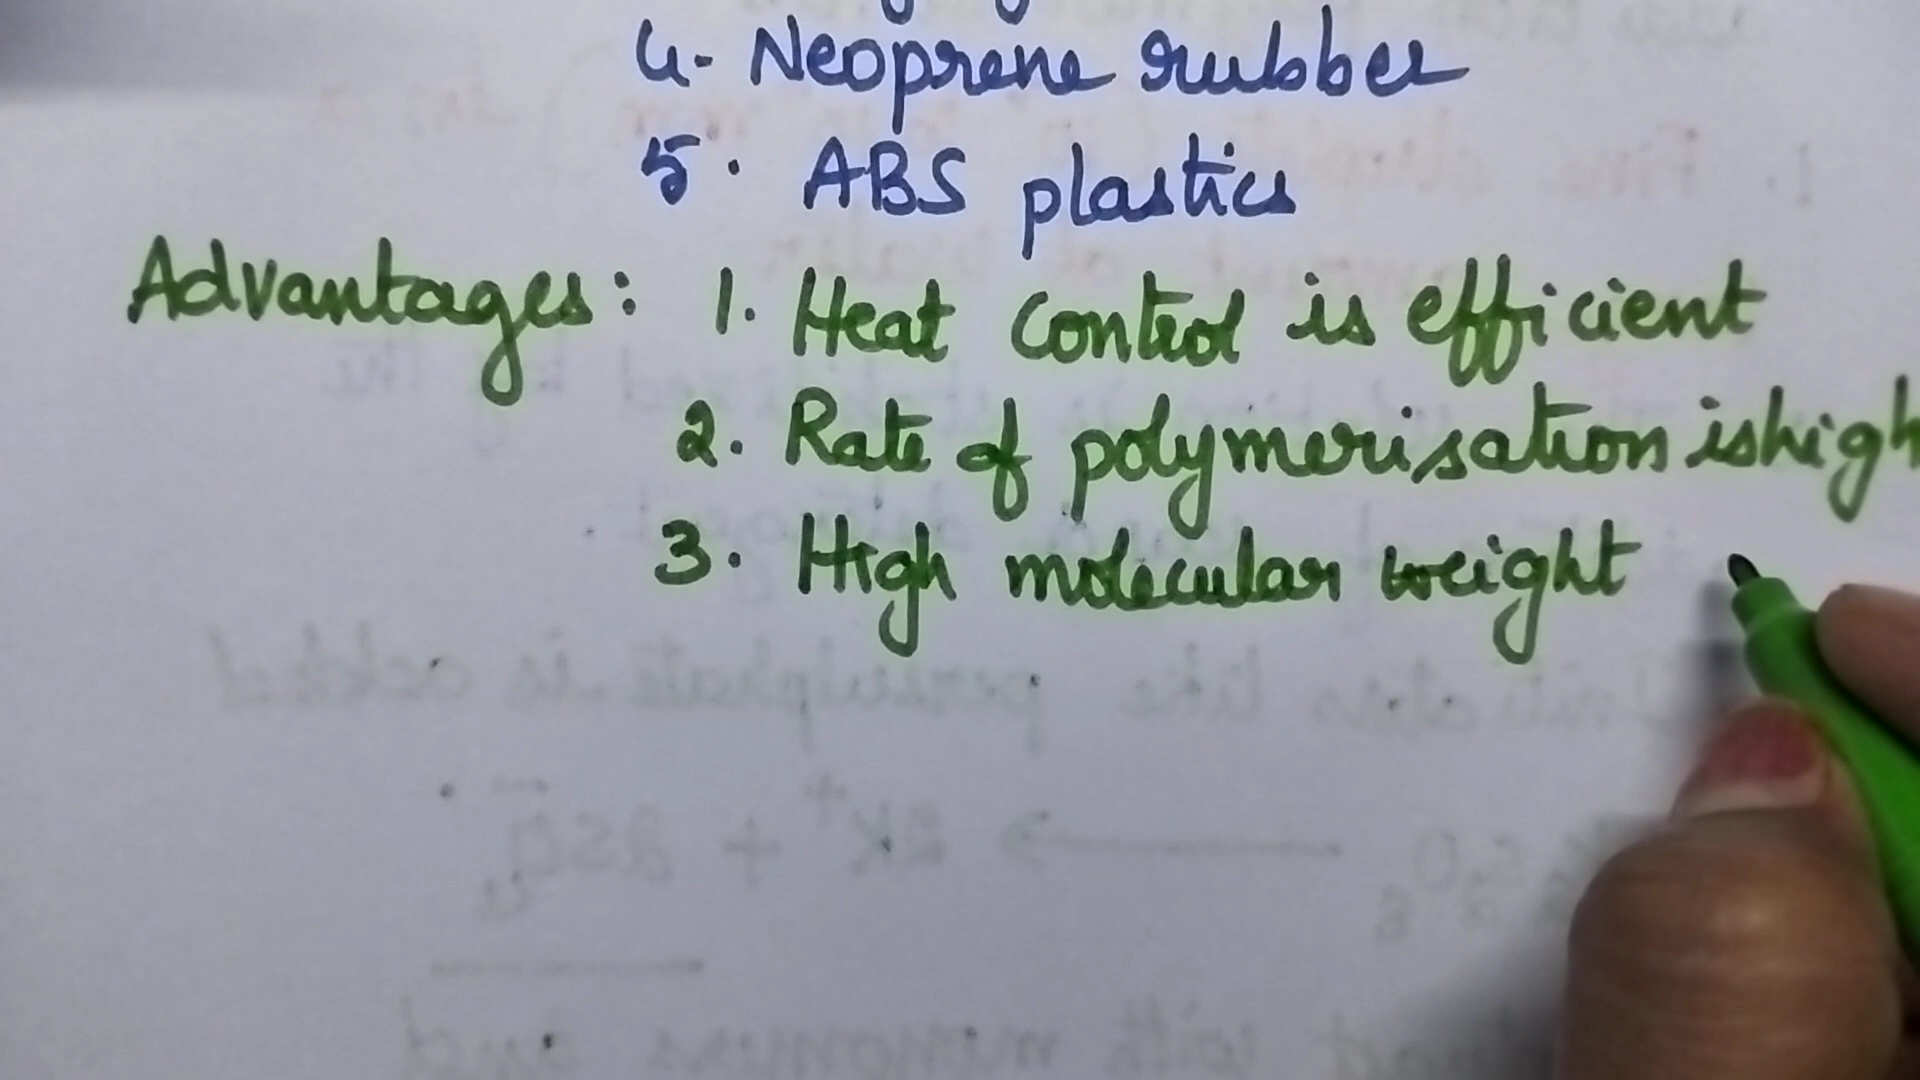 4. Neoprene rubber
5. ABS plastics
Advantages: 1. Heat control is efficient
2. Rate of polymerisation is high
3. High molecular weight